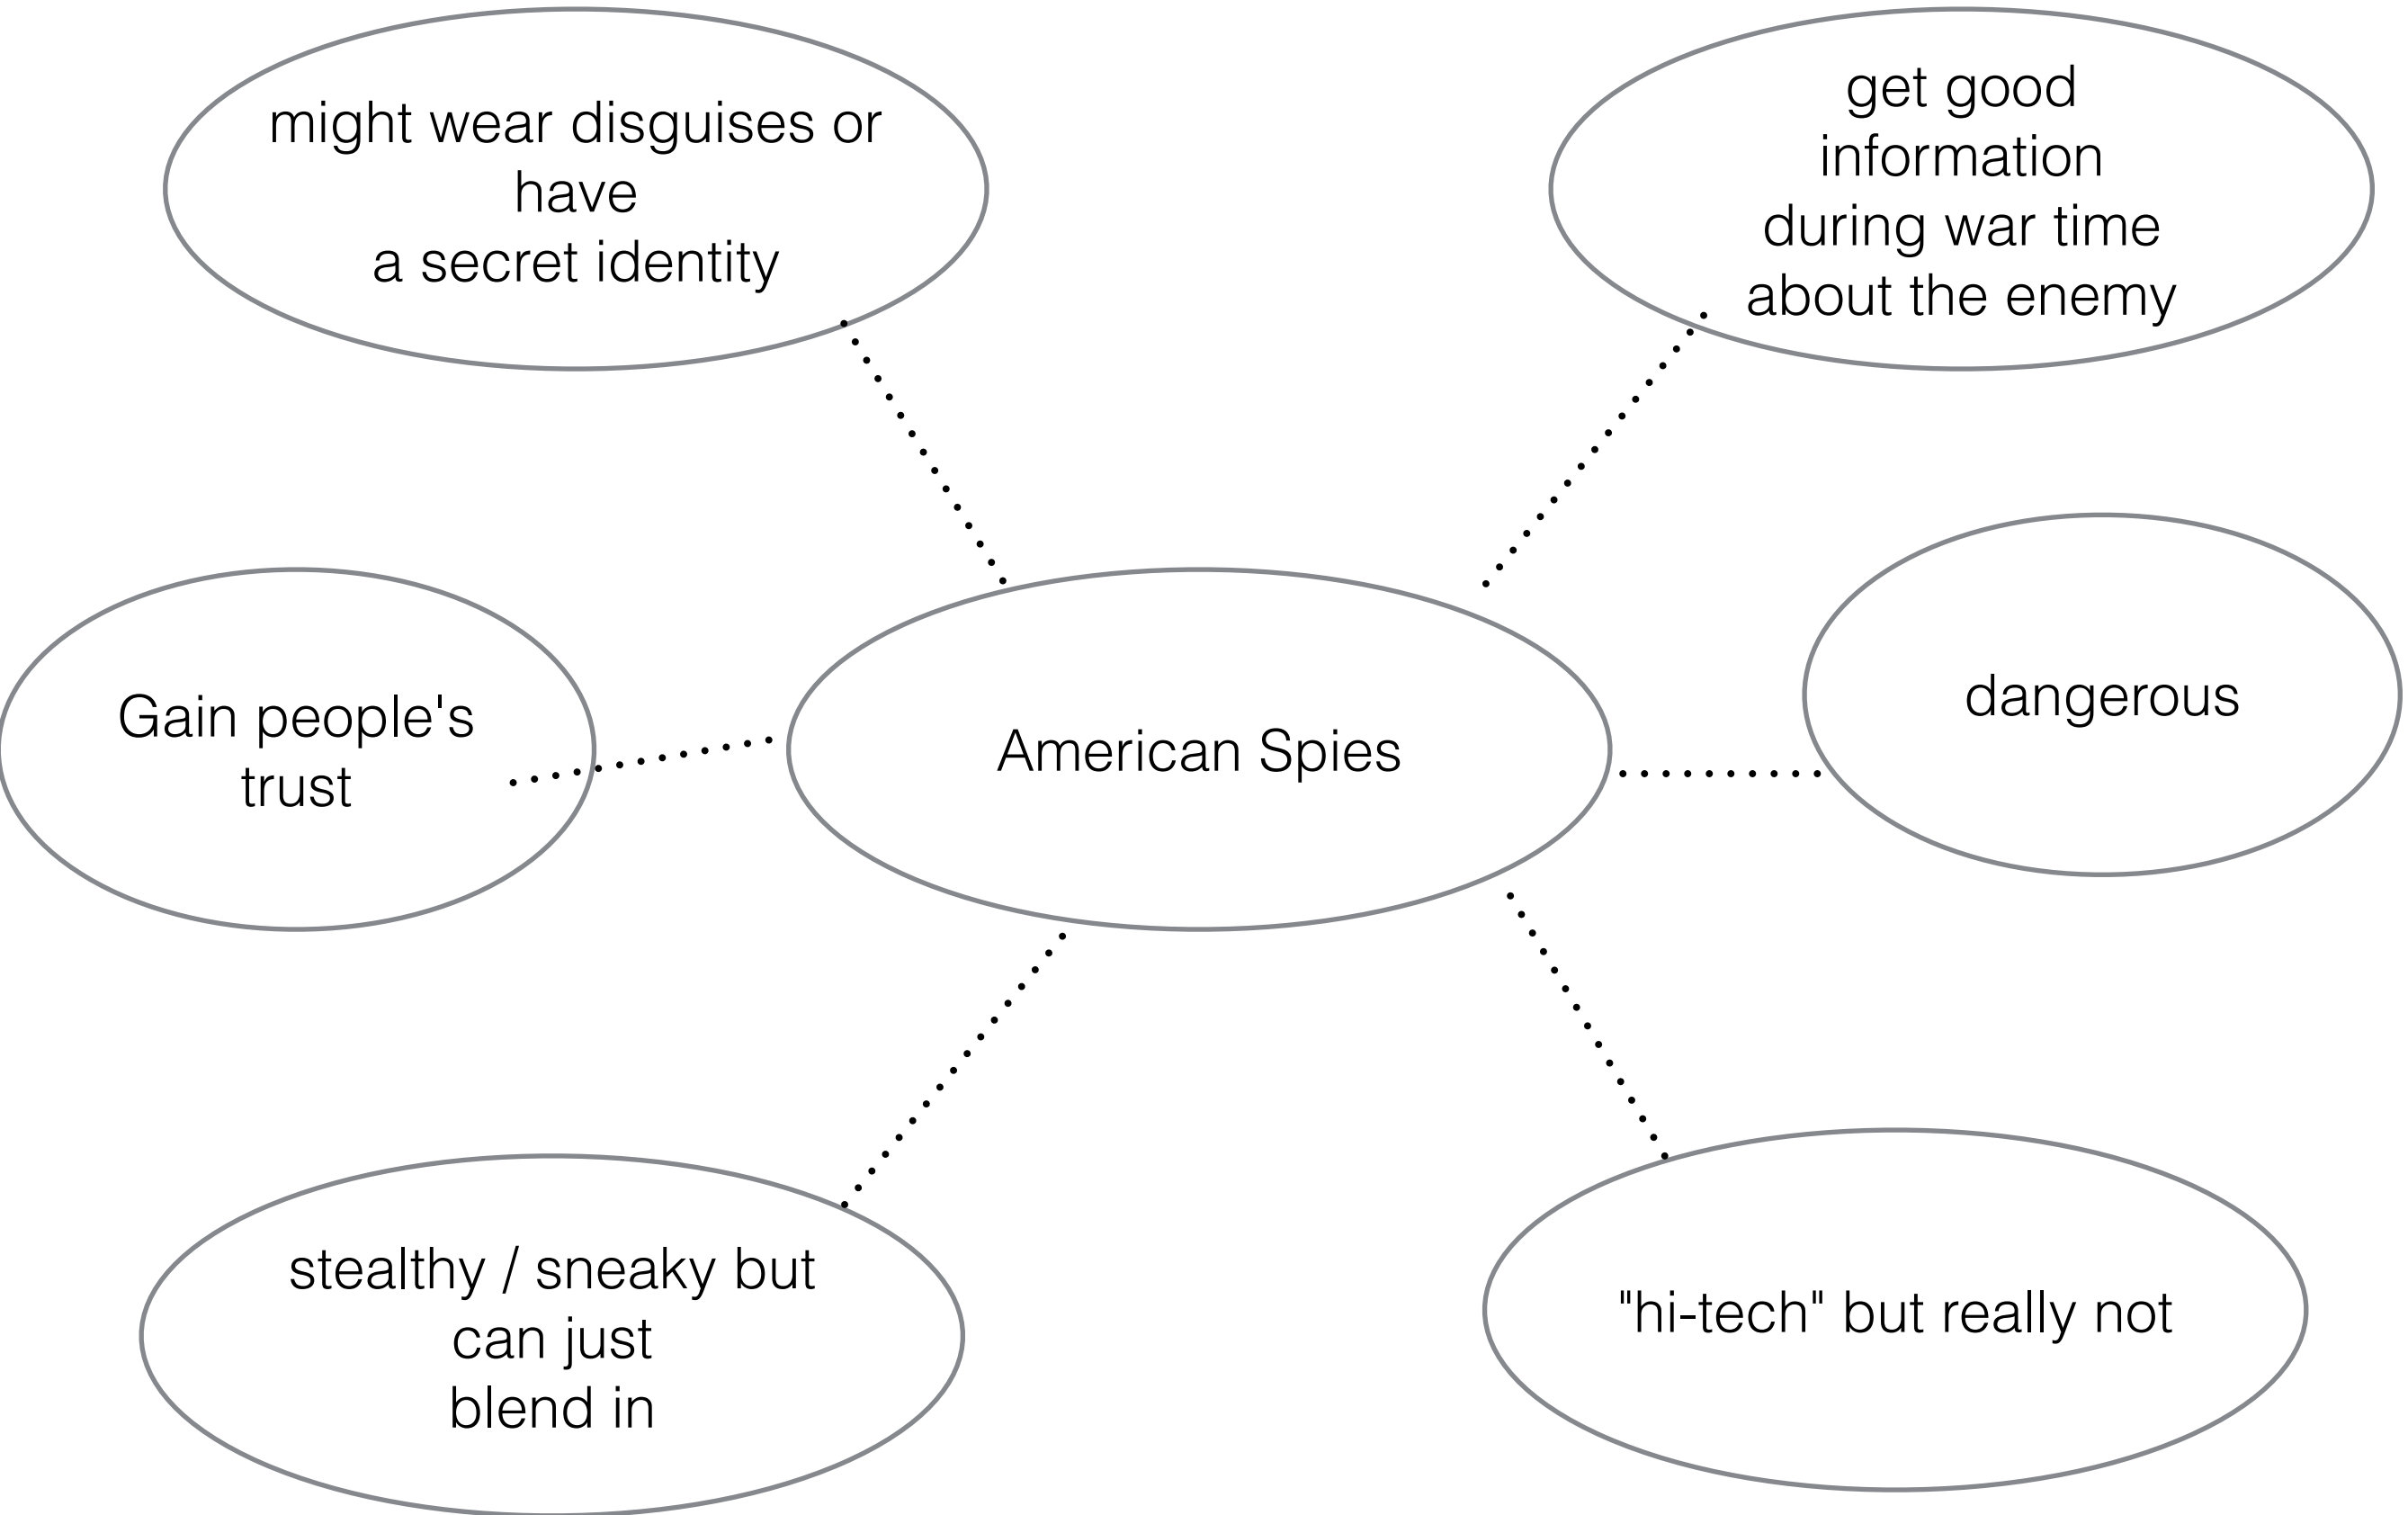 might wear disguises or
have
a secret identity
get good
information
during war time
about the enemy
Gain people's
trust
American Spies
dangerous
stealthy / sneaky but
can just
blend in
"hi-tech" but really not